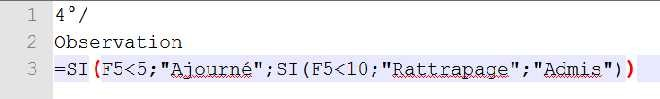 1 4°/
2 Observation
3 =SI(F5<5;"Ajourné";SI(F5<10;"Rattrapage";"Admis"))